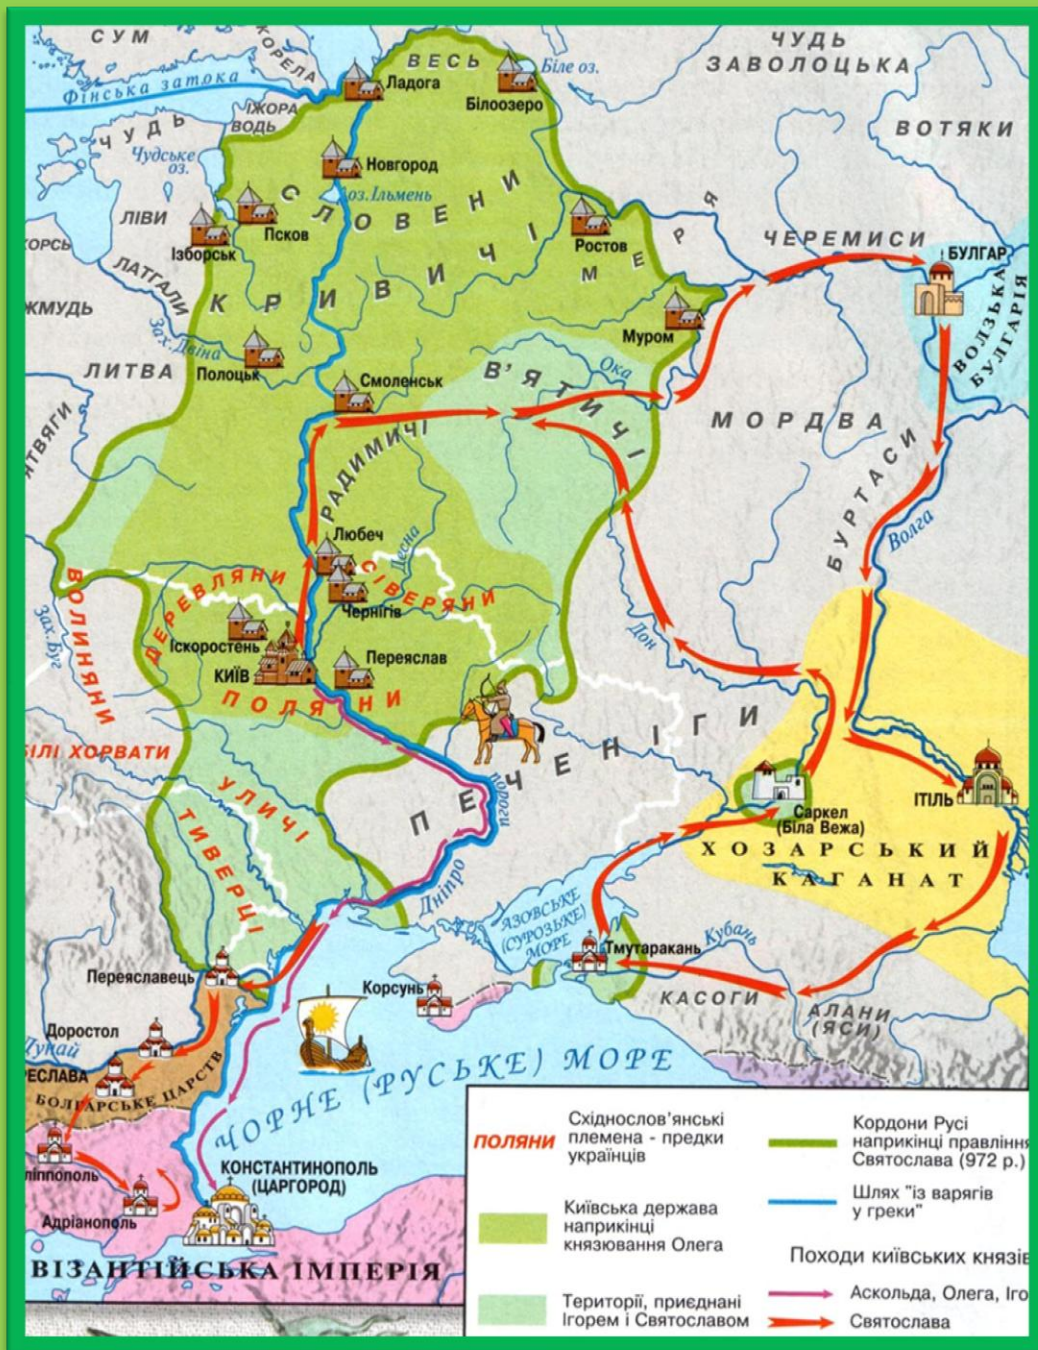 СУМ
КОРЕЛА
Фінська затока
ІЖОРА
ВОДЬ
ЧУДЬ
Чудське
оз.
Ладога
ВЕСЬ
Білоозеро
Біле оз.
ЧУДЬ
ЗАВОЛОЦЬКА
ВОТЯКИ
Новгород
оз.Ільмень
СЛОВЕНИ
ЛІВИ
Псков
Ізборськ
Ростов
МЕРЯ
ЧЕРЕМИСИ
БУЛГАР
ВОЛЗЬКА
БУЛГАРІЯ
КОРСЬ
ЛАТГАЛИ
КРИВИЧІ
ЖМУДЬ
Зах. Двіна
Полоцьк
Муром
ЛИТВА
Смоленськ
В'ЯТИЧІ
Ока
МОРДВА
ЯТВЯГИ
РАДИМИЧІ
БУРТАСИ
Волга
Любеч
Десна
ДЕРЕВЛЯНИ
СІВЕРЯНИ
Чернігів
ВОЛИНЯНИ
Зах. Буг
Іскоростень
КИЇВ
Переяслав
ПОЛЯНИ
Дон
БІЛІ ХОРВАТИ
УЛИЧІ
ТИВЕРЦІ
ПЕЧЕНІГИ
пороги
Дніпро
ІТІЛЬ
Саркел
(Біла Вежа)
ХОЗАРСЬКИЙ
КАГАНАТ
АЗОВСЬКЕ
(СУРОЗЬКЕ)
МОРЕ
Тмутаракань
Кубань
КАСОГИ
АЛАНИ
(ЯСИ)
Переяславець
Корсунь
Доростол
Дунай
РЕСЛАВА
БОЛГАРСЬКЕ ЦАРСТВ
ЧОРНЕ (РУСЬКЕ) МОРЕ
ліппополь
Адріанополь
КОНСТАНТИНОПОЛЬ
(ЦАРГОРОД)
ВІЗАНТІЙСЬКА ІМПЕРІЯ
ПОЛЯНИ
Східнослов'янські
племена - предки
українців
Київська держава
наприкінці
князювання Олега
Території, приєднані
Ігорем і Святославом
Кордони Русі
наприкінці правління
Святослава (972 р.)
Шлях "із варягів
у греки"
Походи київських князів
Аскольда, Олега, Іго
Святослава